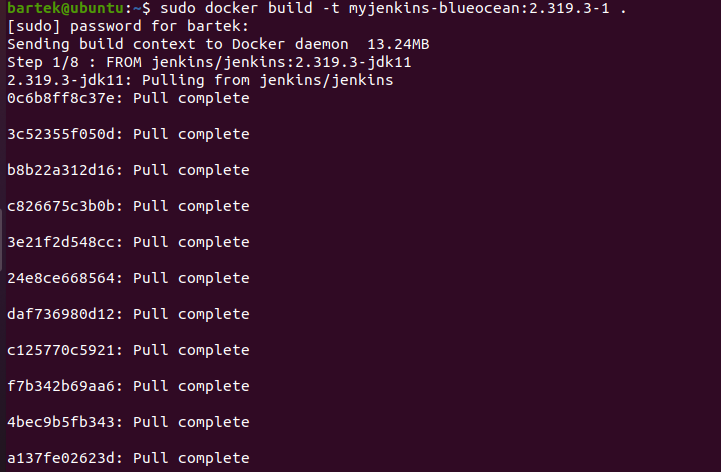 bartek@ubuntu:~$ sudo docker build -t myjenkins-blueocean:2.319.3-1 .
[sudo] password for bartek:
Sending build context to Docker daemon  13.24MB
Step 1/8 : FROM jenkins/jenkins:2.319.3-jdk11
2.319.3-jdk11: Pulling from jenkins/jenkins
0c6b8ff8c37e: Pull complete
3c52355f050d: Pull complete
b8b22a312d16: Pull complete
c826675c3b0b: Pull complete
3e21f2d548cc: Pull complete
24e8ce668564: Pull complete
daf736980d12: Pull complete
c125770c5921: Pull complete
f7b342b69aa6: Pull complete
4bec9b5fb343: Pull complete
a137fe02623d: Pull complete